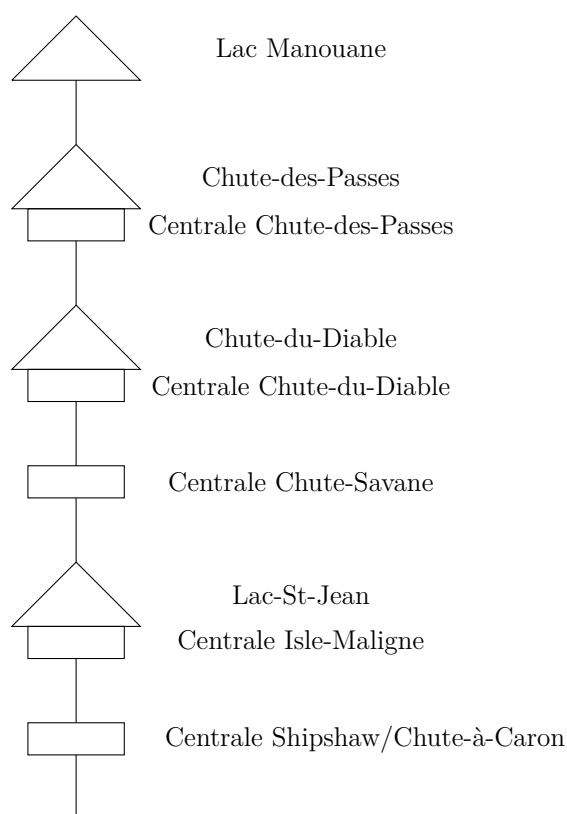 Lac Manouane
Chute-des-Passes
Centrale Chute-des-Passes
Chute-du-Diable
Centrale Chute-du-Diable
Centrale Chute-Savane
Lac-St-Jean
Centrale Isle-Maligne
Centrale Shipshaw/Chute-à-Caron